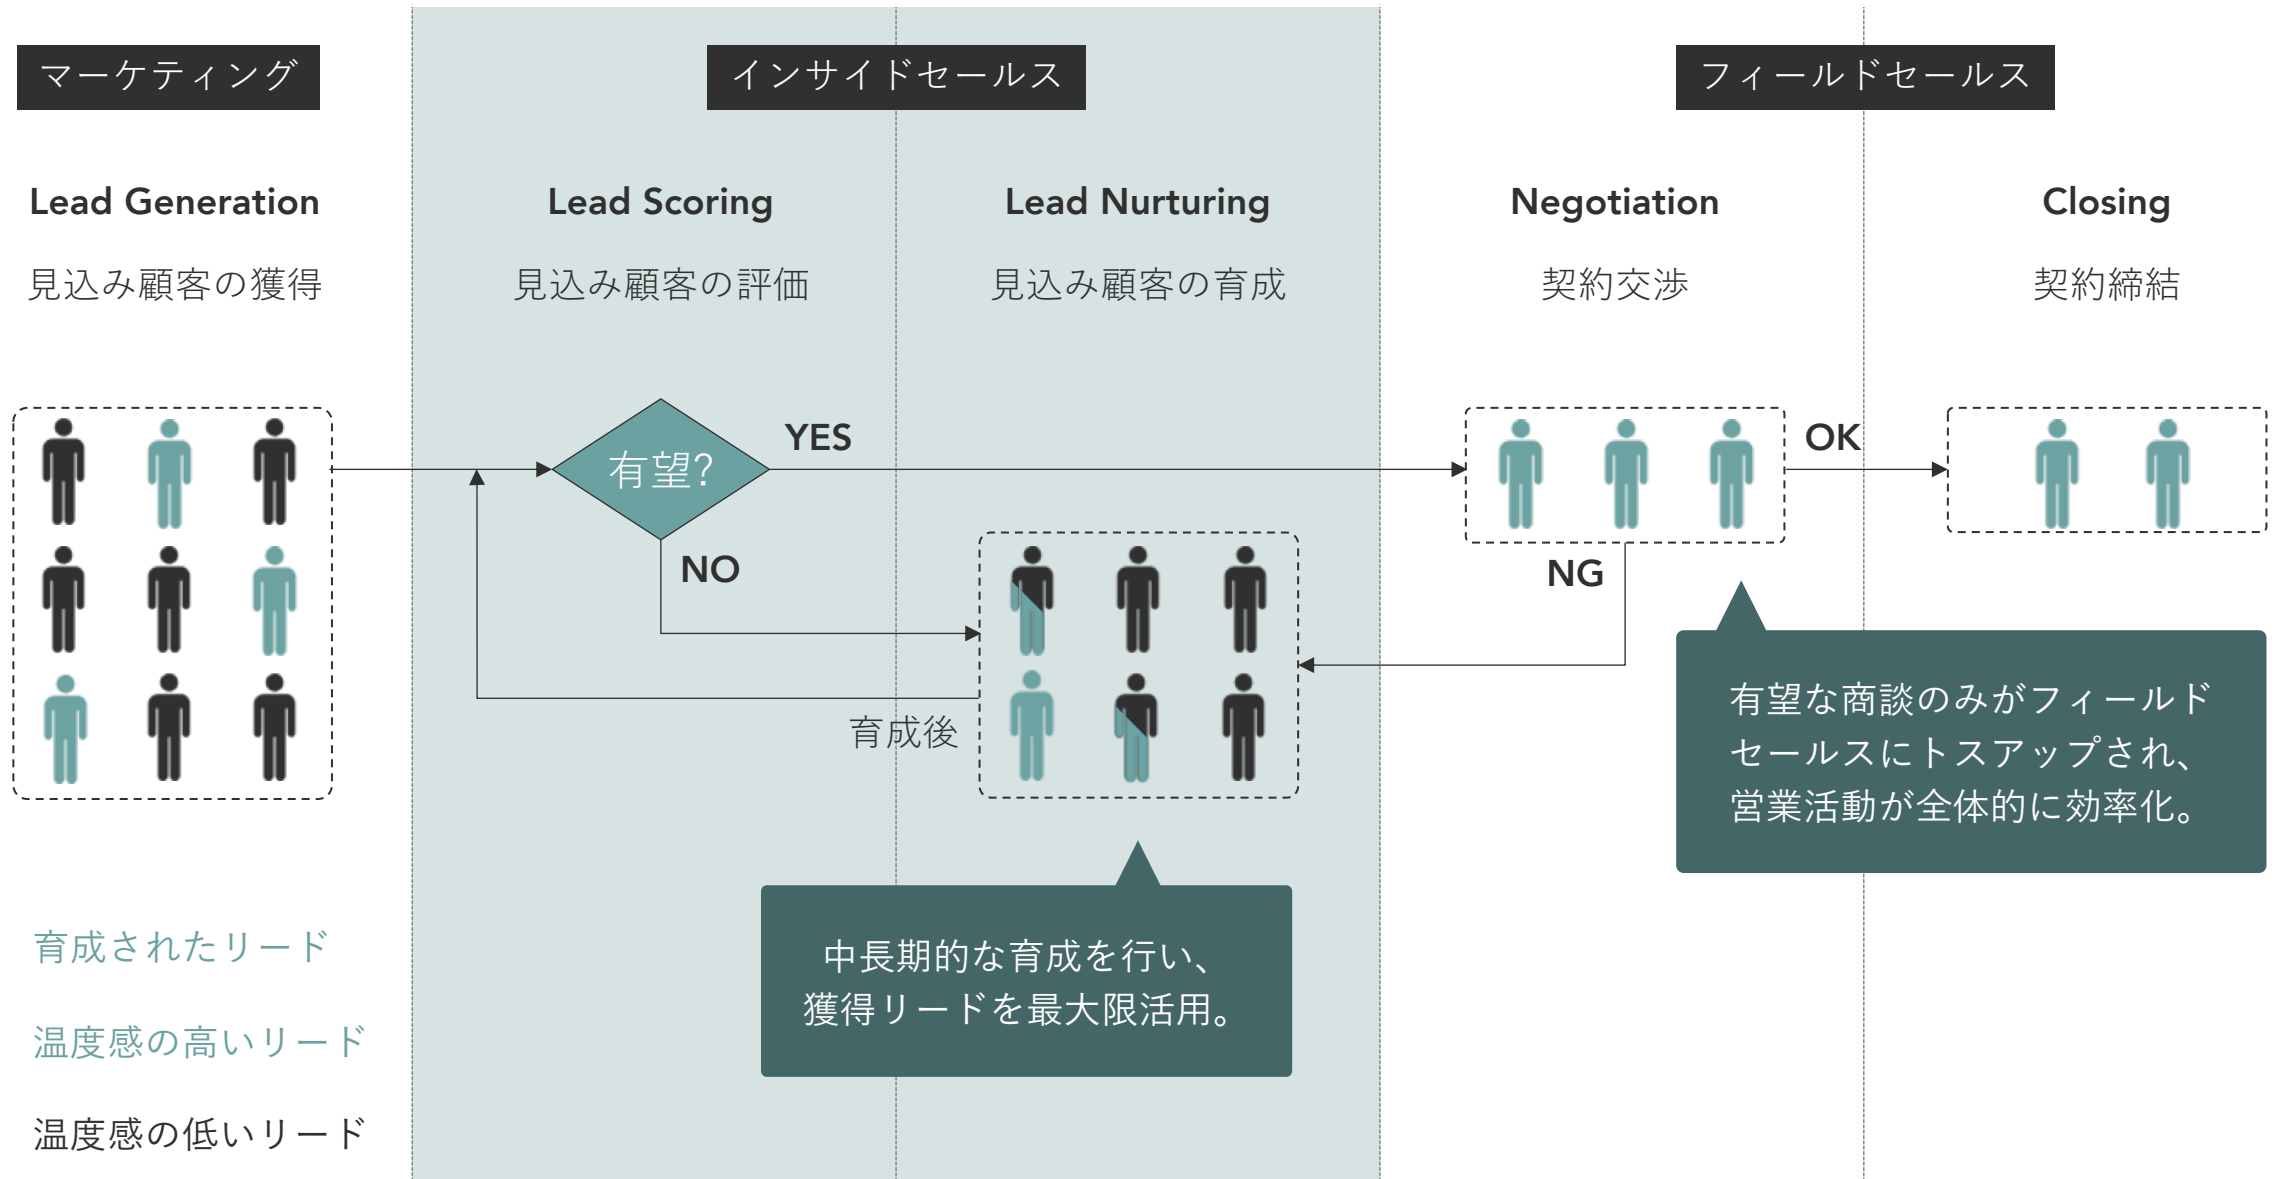 マーケティング
インサイドセールス
フィールドセールス
Lead Generation
Lead Scoring
Lead Nurturing
Negotiation
Closing
見込み顧客の獲得
見込み顧客の評価
見込み顧客の育成
契約交渉
契約締結
有望?
YES
OK
NO
NG
育成後
有望な商談のみがフィールド
セールスにトスアップされ、
営業活動が全体的に効率化。
中長期的な育成を行い、
獲得リードを最大限活用。
育成されたリード
温度感の高いリード
温度感の低いリード